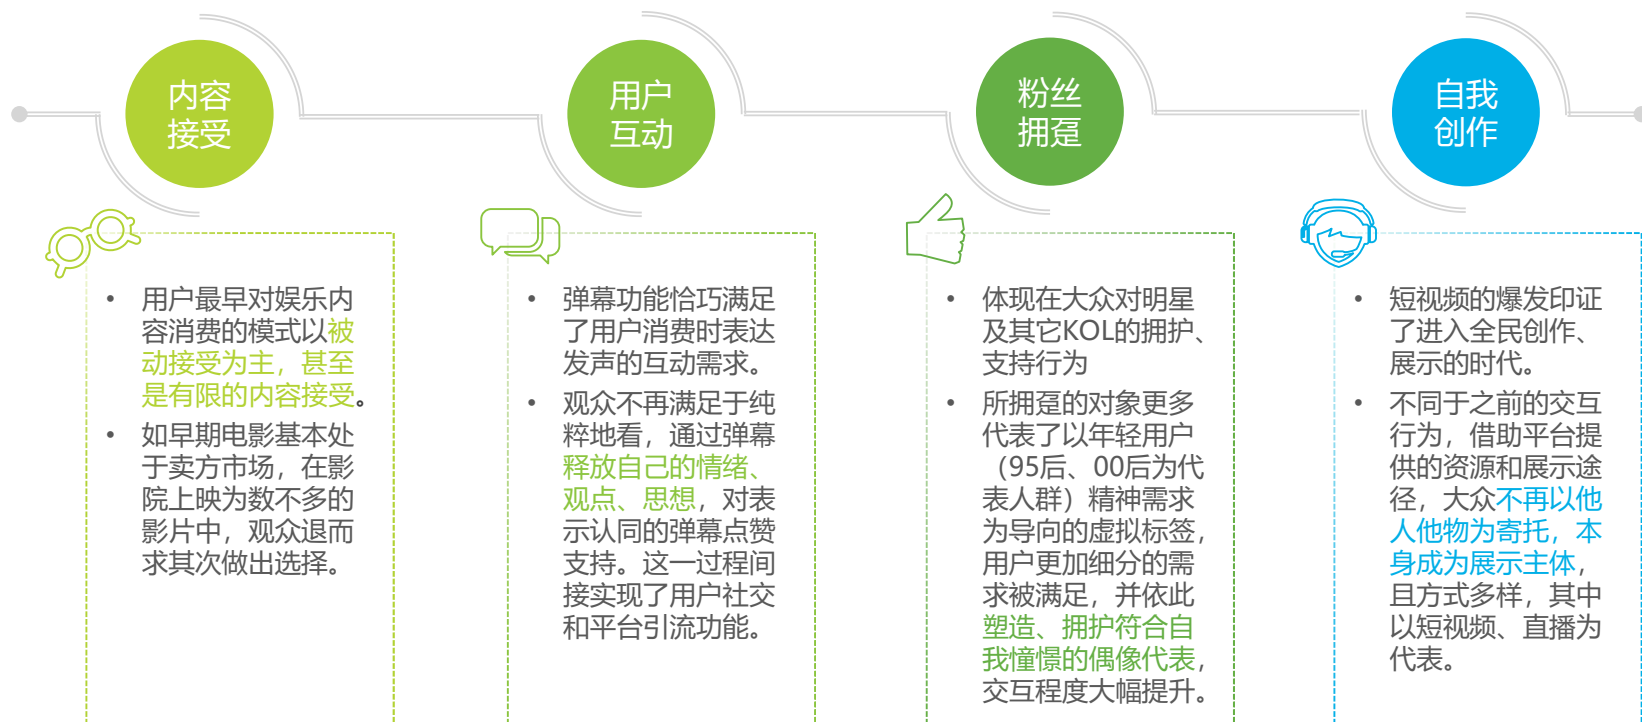 内容
接受
用户
互动
粉丝
拥趸
自我
创作
• 用户最早对娱乐内
容消费的模式以被
动接受为主，甚至
是有限的内容接受。
• 如早期电影基本处
于卖方市场，在影
院上映为数不多的
影片中，观众退而
求其次做出选择。
• 弹幕功能恰巧满足
了用户消费时表达
发声的互动需求。
• 观众不再满足于纯
粹地看，通过弹幕
释放自己的情绪、
观点、思想，对表
示认同的弹幕点赞
支持。这一过程间
接实现了用户社交
和平台引流功能。
• 体现在大众对明星
及其它KOL的拥护、
支持行为
• 所拥趸的对象更多
代表了以年轻用户
（95后、00后为代
表人群）精神需求
为导向的虚拟标签，
用户更加细分的需
求被满足，并依此
塑造、拥护符合自
我憧憬的偶像代表，
交互程度大幅提升。
• 短视频的爆发印证
了进入全民创作、
展示的时代。
• 不同于之前的交互
行为，借助平台提
供的资源和展示途
径，大众不再以他
人他物为寄托，本
身成为展示主体，
且方式多样，其中
以短视频、直播为
代表。